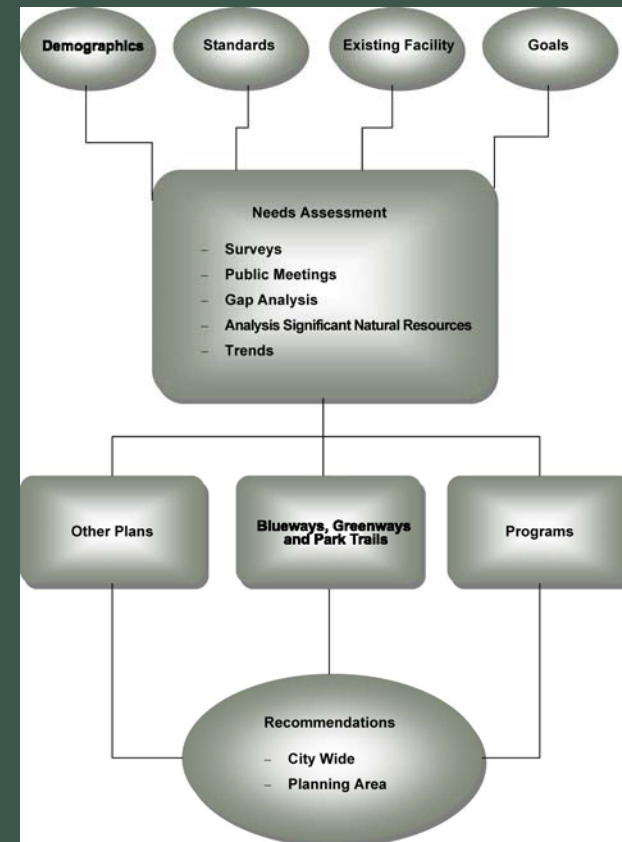 Demographics
Standards
Existing Facility
Goals
Needs Assessment
– Surveys
– Public Meetings
– Gap Analysis
– Analysis Significant Natural Resources
– Trends
Other Plans
Blueways, Greenways
and Park Trails
Programs
Recommendations
– City Wide
– Planning Area